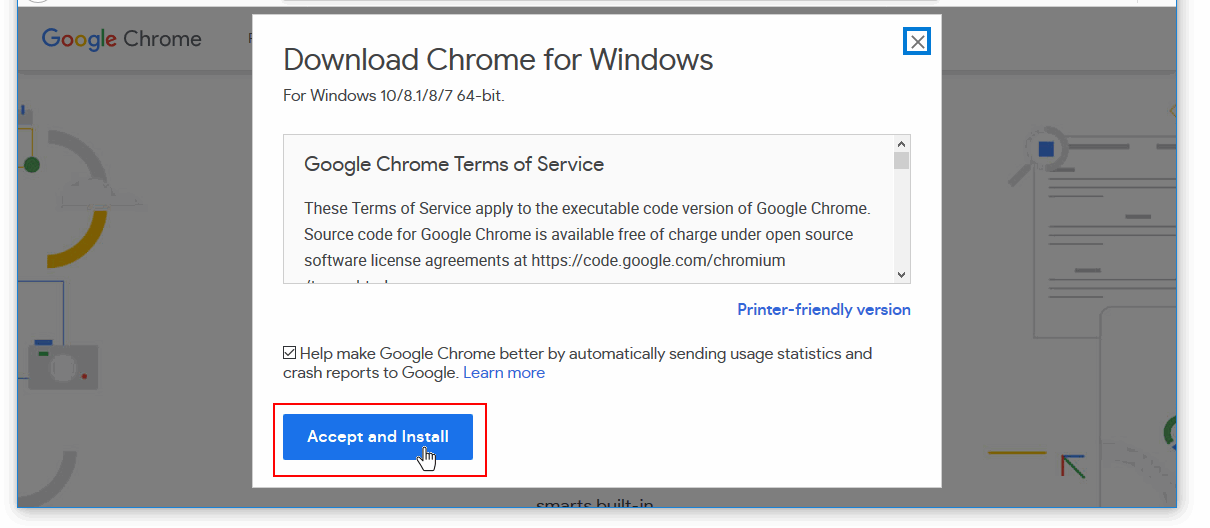 Google Chrome
Download Chrome for Windows
For Windows 10/8.1/8/7 64-bit.
Google Chrome Terms of Service
These Terms of Service apply to the executable code version of Google Chrome.
Source code for Google Chrome is available free of charge under open source
software license agreements at https://code.google.com/chromium
Printer-friendly version
Help make Google Chrome better by automatically sending usage statistics and
crash reports to Google. Learn more
Accept and Install
smarts built-in